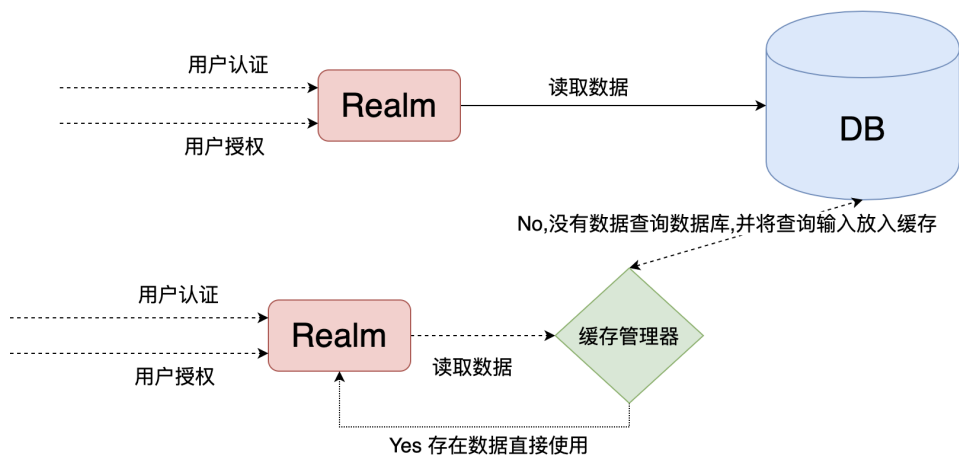 用户认证
Realm
读取数据
用户授权
DB
No,没有数据查询数据库,并将查询输入放入缓存
用户认证
Realm
缓存管理器
读取数据
用户授权
Yes 存在数据直接使用